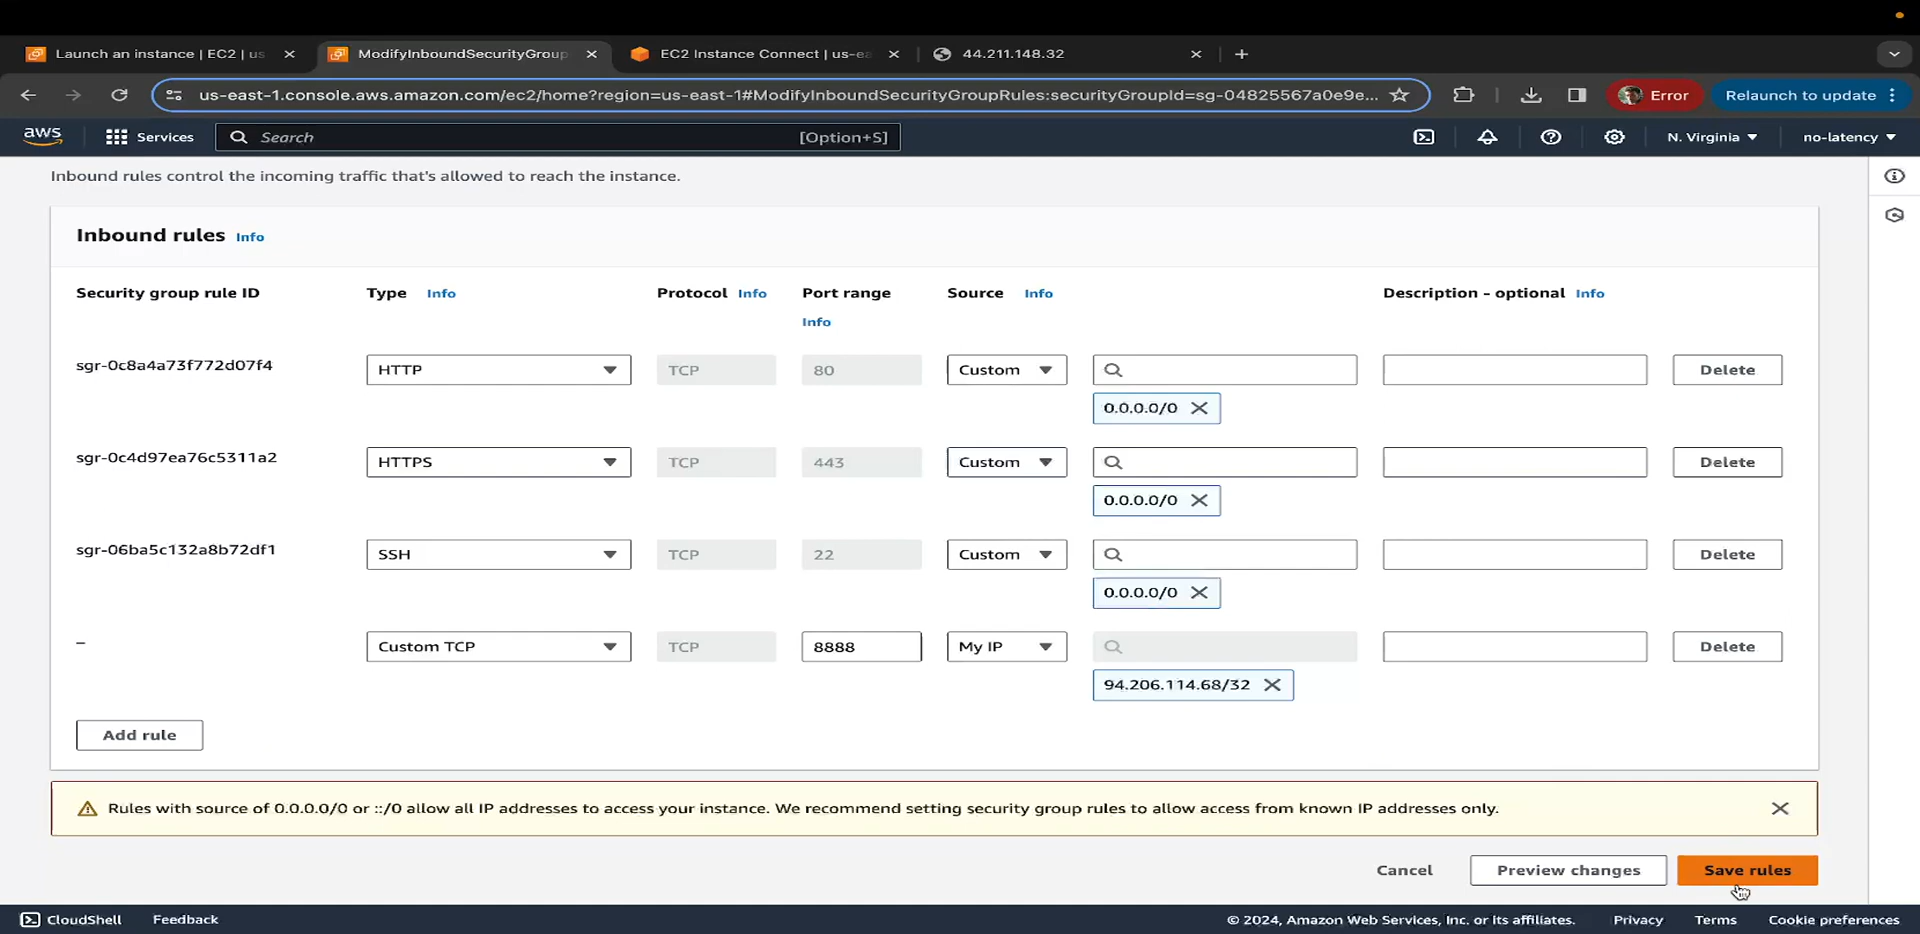 Launch an instance | EC2 | us
ModifyInboundSecurityGroup
EC2 Instance Connect | us-ea
44.211.148.32
us-east-1.console.aws.amazon.com/ec2/home?region=us-east-1#ModifyInboundSecurityGroupRules:securityGroupId=sg-04825567a0e9e...
Error
Relaunch to update
aws
Services
Search
[Option+S]
N. Virginia
no-latency
Inbound rules control the incoming traffic that's allowed to reach the instance.
Inbound rules Info
Security group rule ID
Type Info
Protocol Info
Port range
Info
Source Info
Description - optional Info
sgr-0c8a4a73f772d07f4
HTTP
TCP
80
Custom
Delete
0.0.0.0/0
sgr-0c4d97ea76c5311a2
HTTPS
TCP
443
Custom
Delete
0.0.0.0/0
sgr-06ba5c132a8b72df1
SSH
TCP
22
Custom
Delete
0.0.0.0/0
–
Custom TCP
TCP
8888
My IP
Delete
94.206.114.68/32
Add rule
Rules with source of 0.0.0.0/0 or ::/0 allow all IP addresses to access your instance. We recommend setting security group rules to allow access from known IP addresses only.
Cancel
Preview changes
Save rules
CloudShell
Feedback
© 2024, Amazon Web Services, Inc. or its affiliates.
Privacy
Terms
Cookie preferences